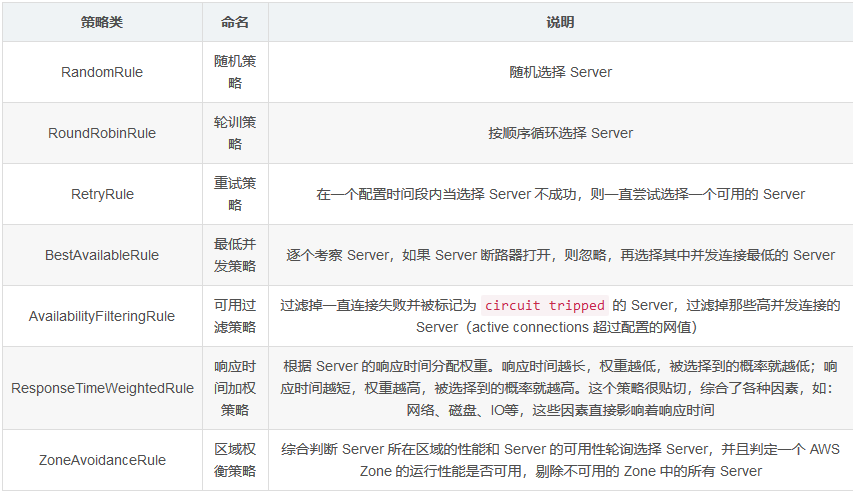 策略类 命名 说明
RandomRule 随机策 随机选择 Server
略
RoundRobinRule 轮训策 按顺序循环选择 Server
略
RetryRule 重试策 在一个配置时间段内当选择 Server 不成功，则一直尝试选择一个可用的 Server
略
BestAvailableRule 最低并 逐个考察 Server，如果 Server 断路器打开，则忽略，再选择其中并发连接最低的 Server
发策略
AvailabilityFilteringRule 可用过 过滤掉一直连接失败并被标记为 circuit tripped 的 Server，过滤掉那些高并发连接的
滤策略 Server（active connections 超过配置的网值）
响应时 根据 Server 的响应时间分配权重。响应时间越长，权重越低，被选择到的概率就越低；响
ResponseTimeWeightedRule 间加权 应时间越短，权重越高，被选择到的概率就越高。这个策略很贴切，综合了各种因素，如：
策略 网络、磁盘、IO等，这些因素直接影响着响应时间
ZoneAvoidanceRule 区域权 综合判断 Server 所在区域的性能和 Server 的可用性轮询选择 Server，并且判定一个 AWS
衡策略 Zone 的运行性能是否可用，剔除不可用的 Zone 中的所有 Server